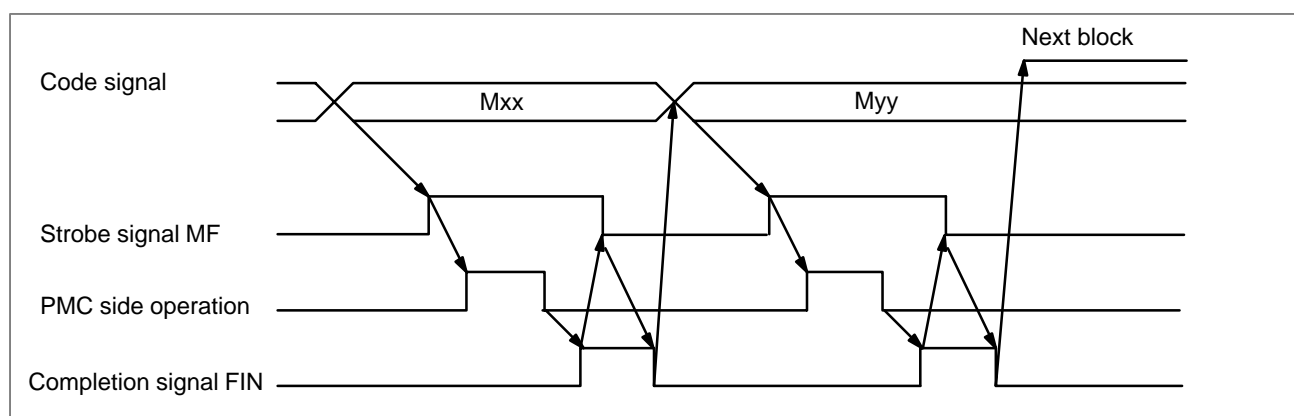 Next block
Code signal
Mxx Myy
Strobe signal MF
PMC side operation
Completion signal FIN